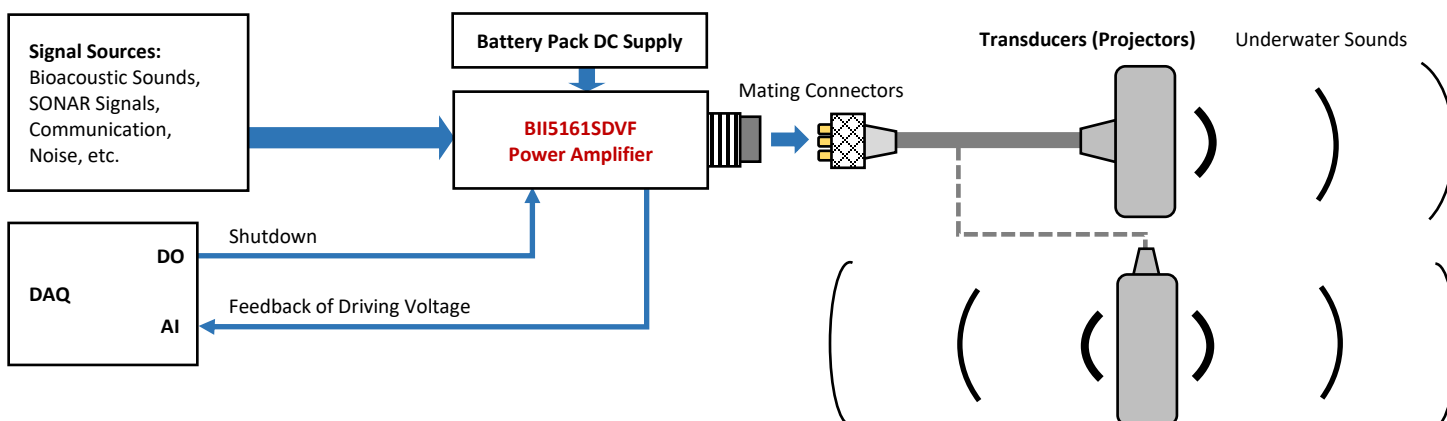 Signal Sources:
Bioacoustic Sounds,
SONAR Signals,
Communication,
Noise, etc.
Battery Pack DC Supply
BII5161SDVF
Power Amplifier
Mating Connectors
Transducers (Projectors)
Underwater Sounds
DAQ
DO
AI
Shutdown
Feedback of Driving Voltage